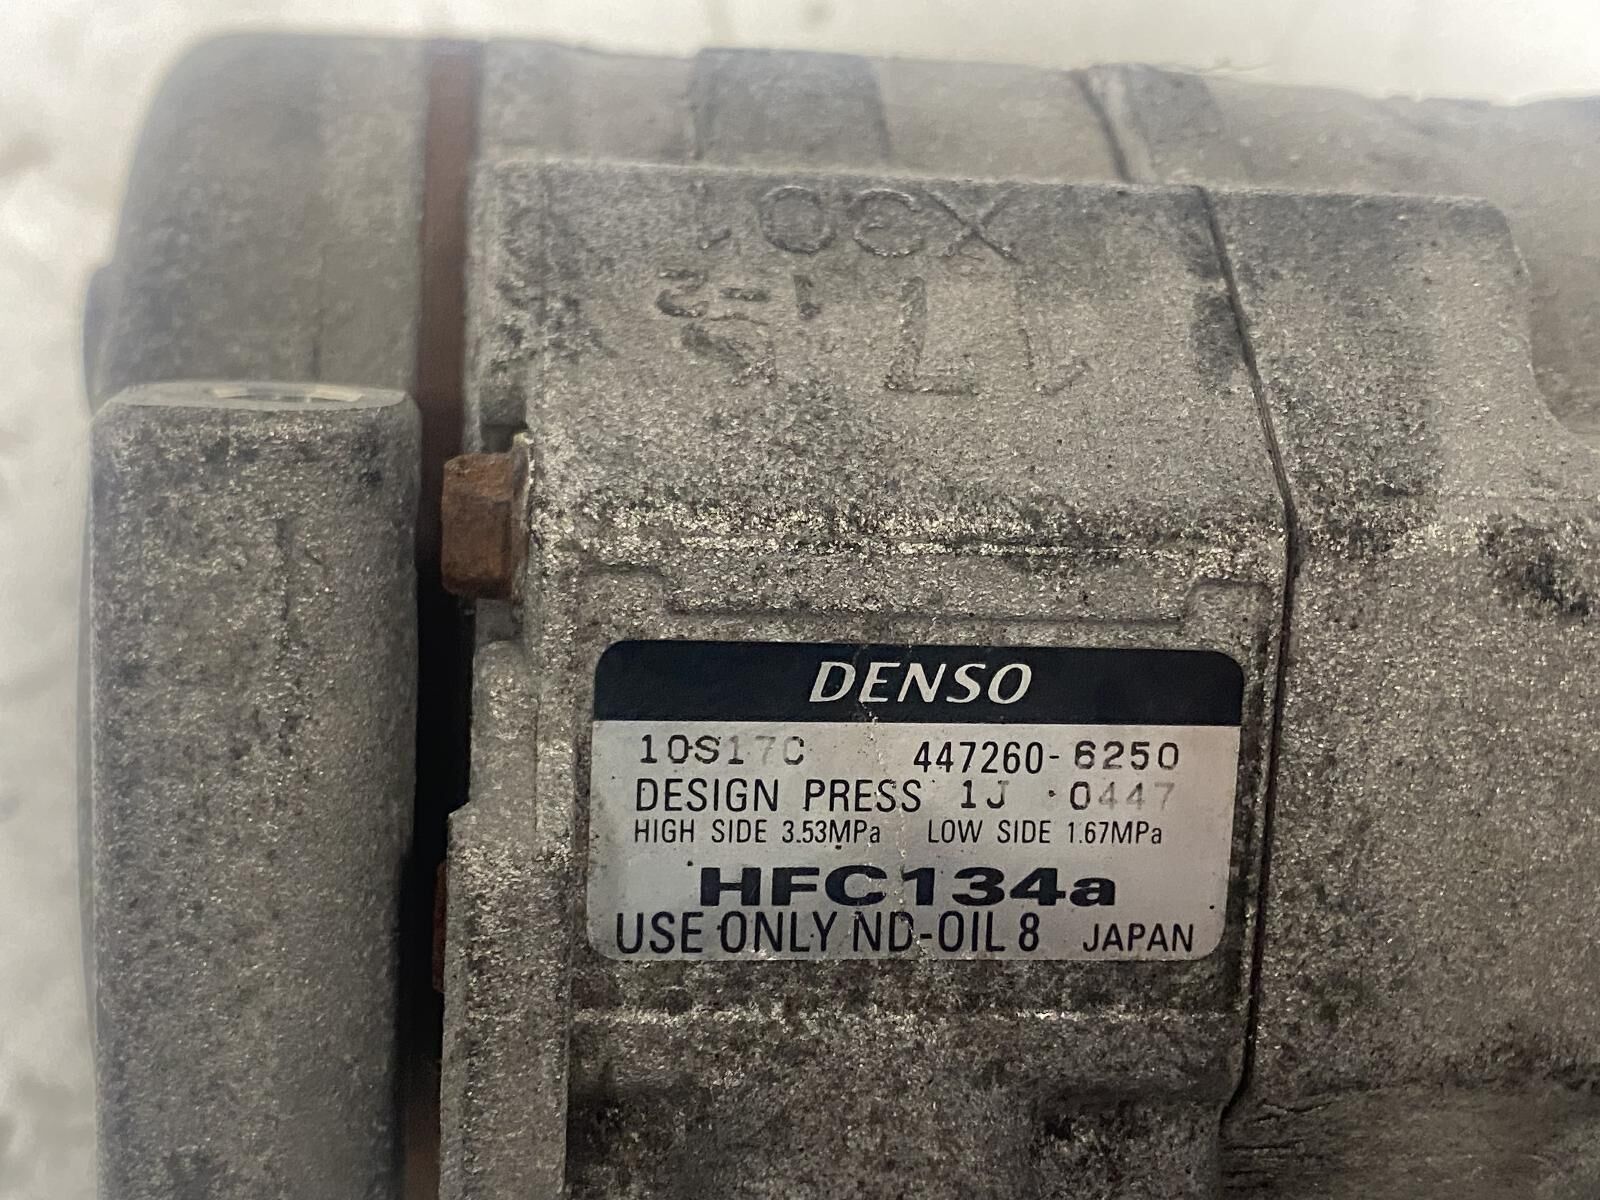 DENSO
10S17C 447260-6250
DESIGN PRESS 1J 0447
HIGH SIDE 3.53MPa LOW SIDE 1.67MPa
HFC134a
USE ONLY ND-OIL 8 JAPAN